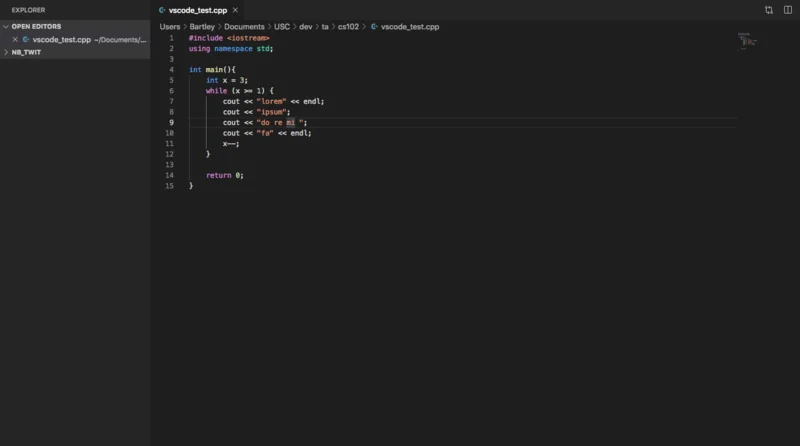 EXPLORER
OPEN EDITORS
vscode_test.cpp ~/Documents/...
NB_TWIT
vscode_test.cpp
Users > Bartley > Documents > USC > dev > ta > cs102 > vscode_test.cpp
1 #include <iostream>
2 using namespace std;
3
4 int main(){
5 int x = 3;
6 while (x >= 1) {
7 cout << "lorem" << endl;
8 cout << "ipsum";
9 cout << "do re mi ";
10 cout << "fa" << endl;
11 x--;
12 }
13
14 return 0;
15 }